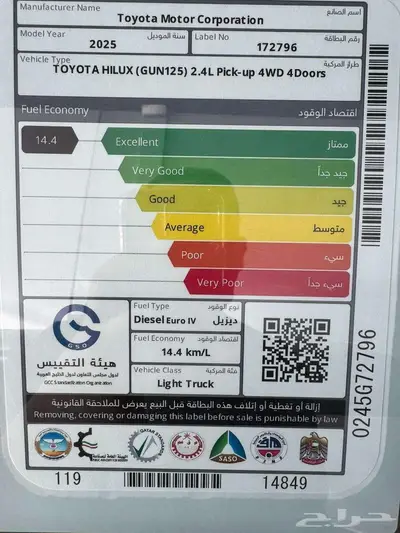 Manufacturer Name اسم الصانع
Toyota Motor Corporation
Model Year سنة الموديل Label No رقم البطاقة
2025 172796
Vehicle Type طراز المركبة
TOYOTA HILUX (GUN125) 2.4L Pick-up 4WD 4Doors
Fuel Economy اقتصاد الوقود
14.4 Excellent ممتاز
Very Good جيد جداً
Good جيد
Average متوسط
Poor سيء
Very Poor سيء جداً
Fuel Type نوع الوقود
Diesel Euro IV ديزيل
Fuel Economy اقتصاد الوقود
14.4 km/L
Vehicle Class فئة المركبة
Light Truck
GSO
هيئة التقييس
لدول مجلس التعاون لدول الخليج العربية
GCC Standardization Organization
0245G72796
إزالة أو تغطية أو إتلاف هذه البطاقة قبل البيع يعرض للملاحقة القانونية
Removing, covering or damaging this label before sale is punishable by law
QATAR STANDARDS
SASO
119 14849
حراج